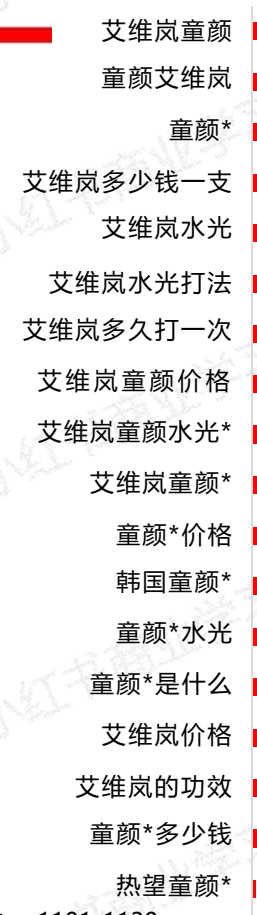 艾维岚童颜
童颜艾维岚
童颜*
艾维岚多少钱一支
艾维岚水光
艾维岚水光打法
艾维岚多久打一次
艾维岚童颜价格
艾维岚童颜水光*
艾维岚童颜*
童颜*价格
韩国童颜*
童颜*水光
童颜*是什么
艾维岚价格
艾维岚的功效
童颜*多少钱
热望童颜*